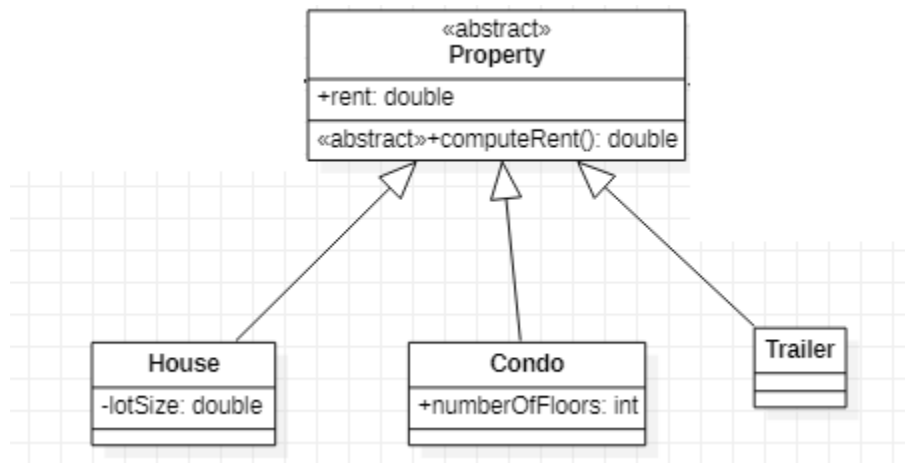 «abstract»
Property
+rent: double
«abstract»+computeRent(): double
House
-lotSize: double
Condo
+numberOfFloors: int
Trailer